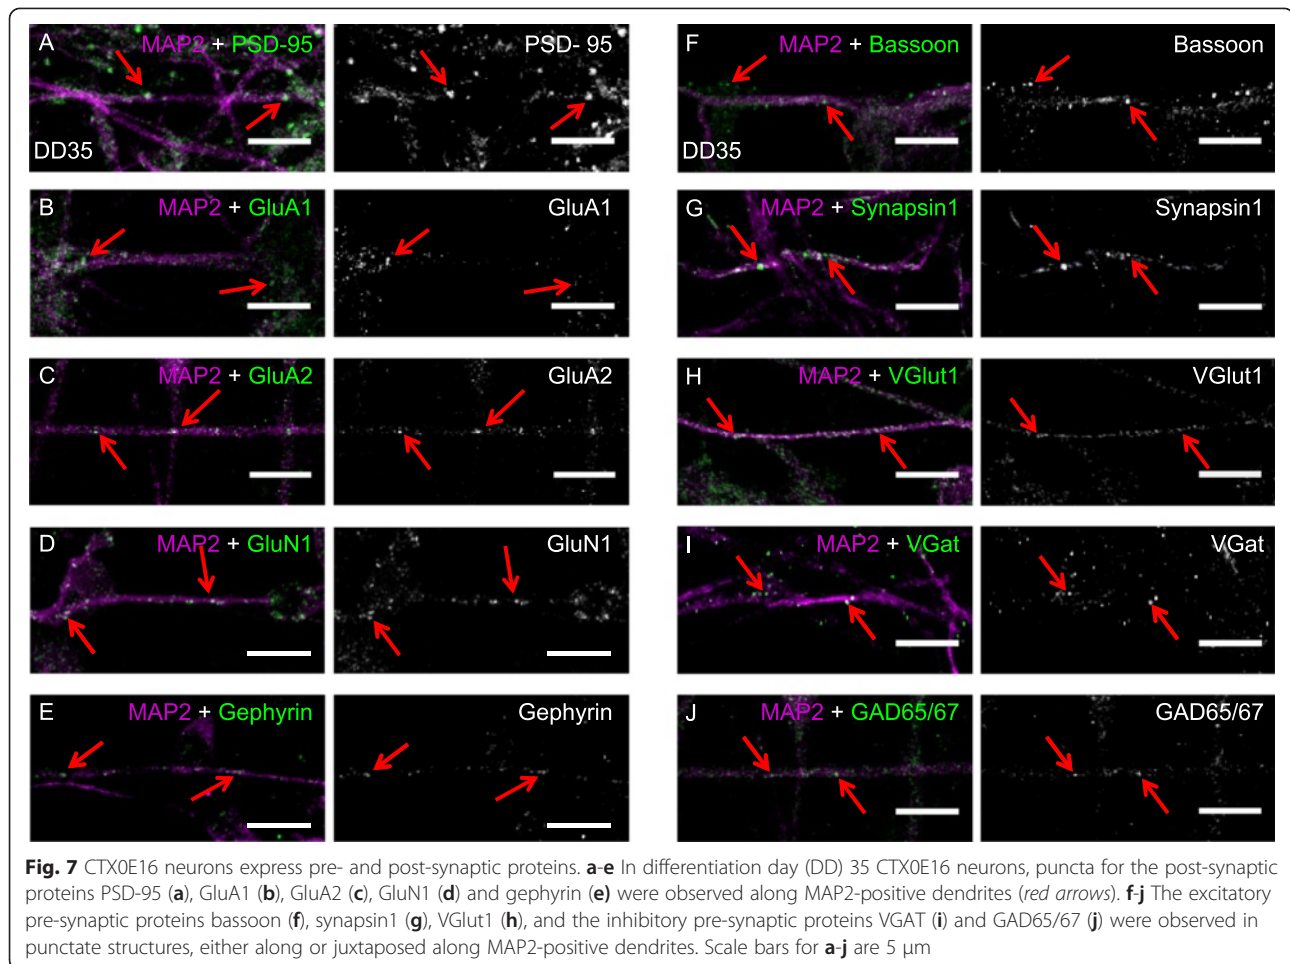 A MAP2 + PSD-95 PSD- 95
DD35
B MAP2 + GluA1 GluA1
C MAP2 + GluA2 GluA2
D MAP2 + GluN1 GluN1
E MAP2 + Gephyrin Gephyrin
F MAP2 + Bassoon Bassoon
DD35
G MAP2 + Synapsin1 Synapsin1
H MAP2 + VGlut1 VGlut1
I MAP2 + VGat VGat
J MAP2 + GAD65/67 GAD65/67
Fig. 7 CTX0E16 neurons express pre- and post-synaptic proteins. a-e In differentiation day (DD) 35 CTX0E16 neurons, puncta for the post-synaptic
proteins PSD-95 (a), GluA1 (b), GluA2 (c), GluN1 (d) and gephyrin (e) were observed along MAP2-positive dendrites (red arrows). f-j The excitatory
pre-synaptic proteins bassoon (f), synapsin1 (g), VGlut1 (h), and the inhibitory pre-synaptic proteins VGAT (i) and GAD65/67 (j) were observed in
punctate structures, either along or juxtaposed along MAP2-positive dendrites. Scale bars for a-j are 5 μm